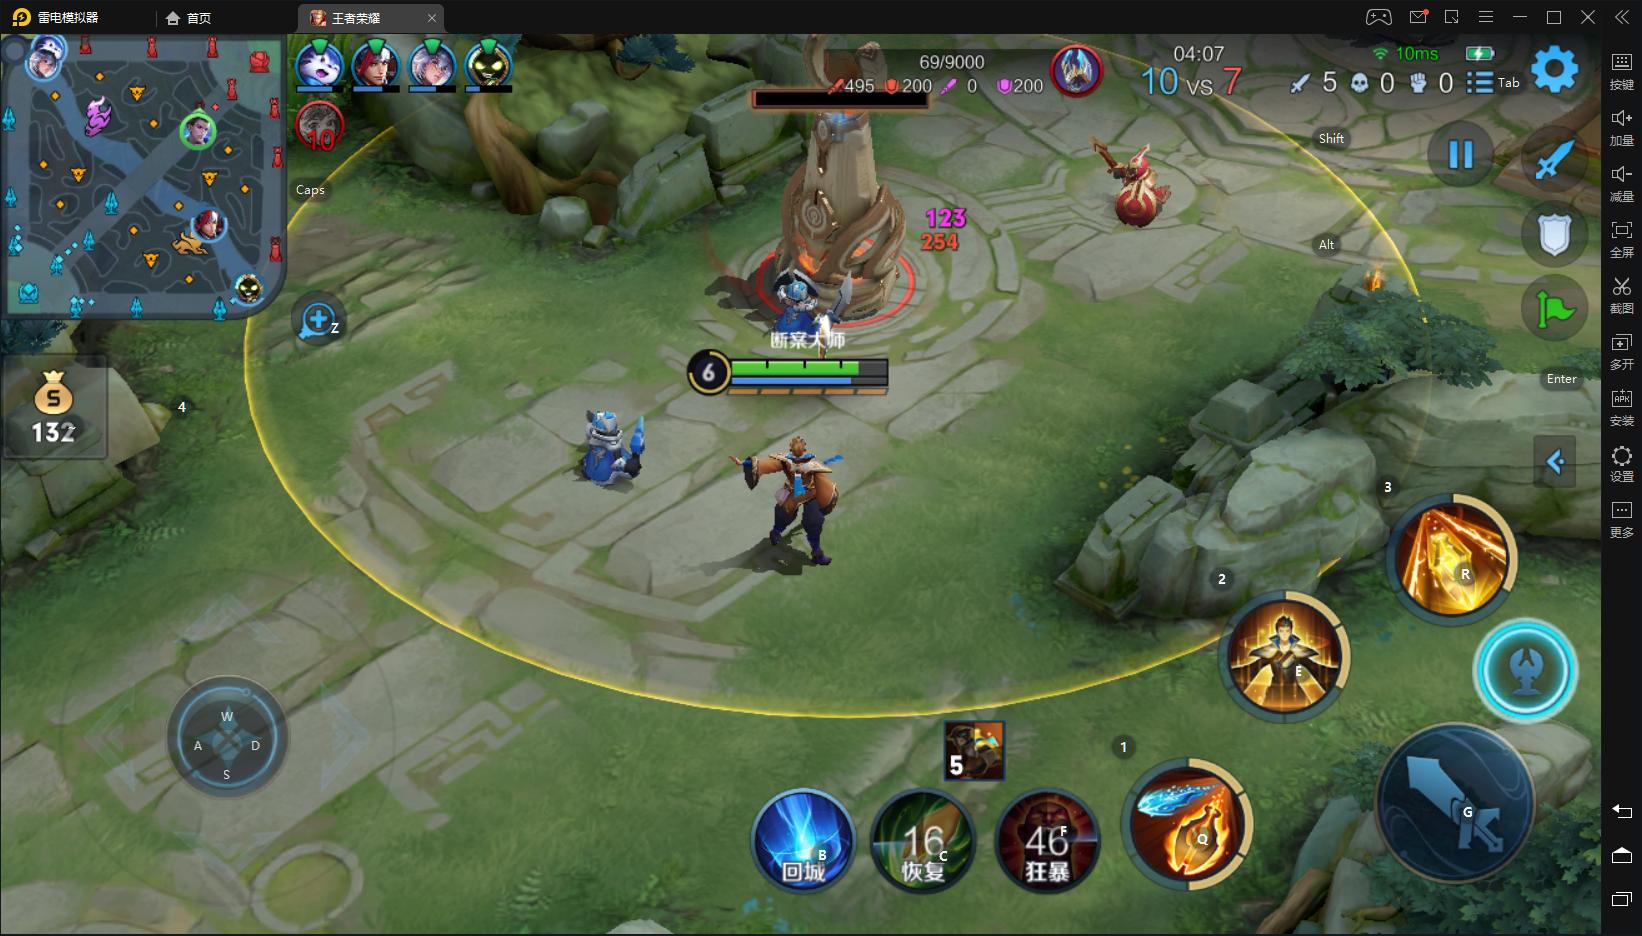 雷电模拟器
首页
王者荣耀
69/9000
495 200 0 200
04:07
10 VS 7
10ms
5 0 0
Tab
10
Caps
Shift
Alt
Enter
123
254
Z
断案大师
6
132
4
3
R
2
E
W
A D
S
5
1
B
回城
16
C
恢复
46
F
狂暴
Q
G
按键
加量
减量
全屏
截图
多开
APK
安装
设置
更多